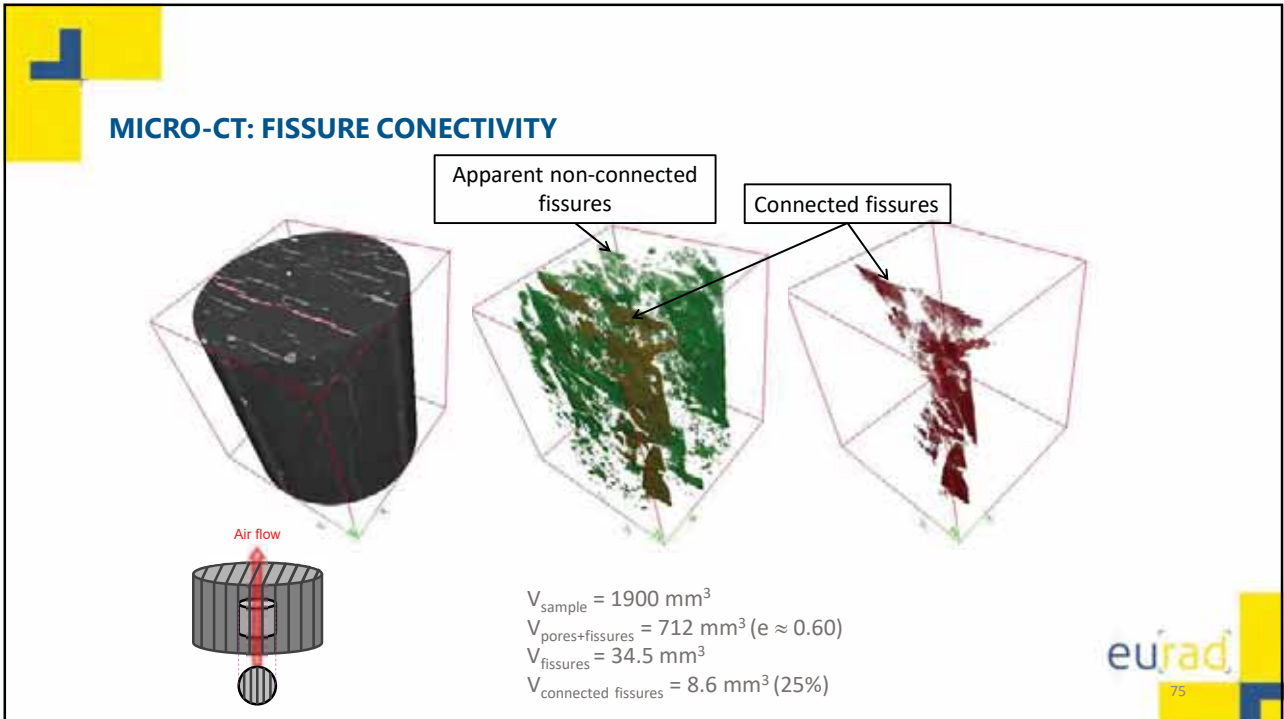 MICRO-CT: FISSURE CONECTIVITY
Apparent non-connected
fissures
Connected fissures
Air flow
V_sample = 1900 mm³
V_pores+fissures = 712 mm³ (e ≈ 0.60)
V_fissures = 34.5 mm³
V_connected fissures = 8.6 mm³ (25%)
eurad
75